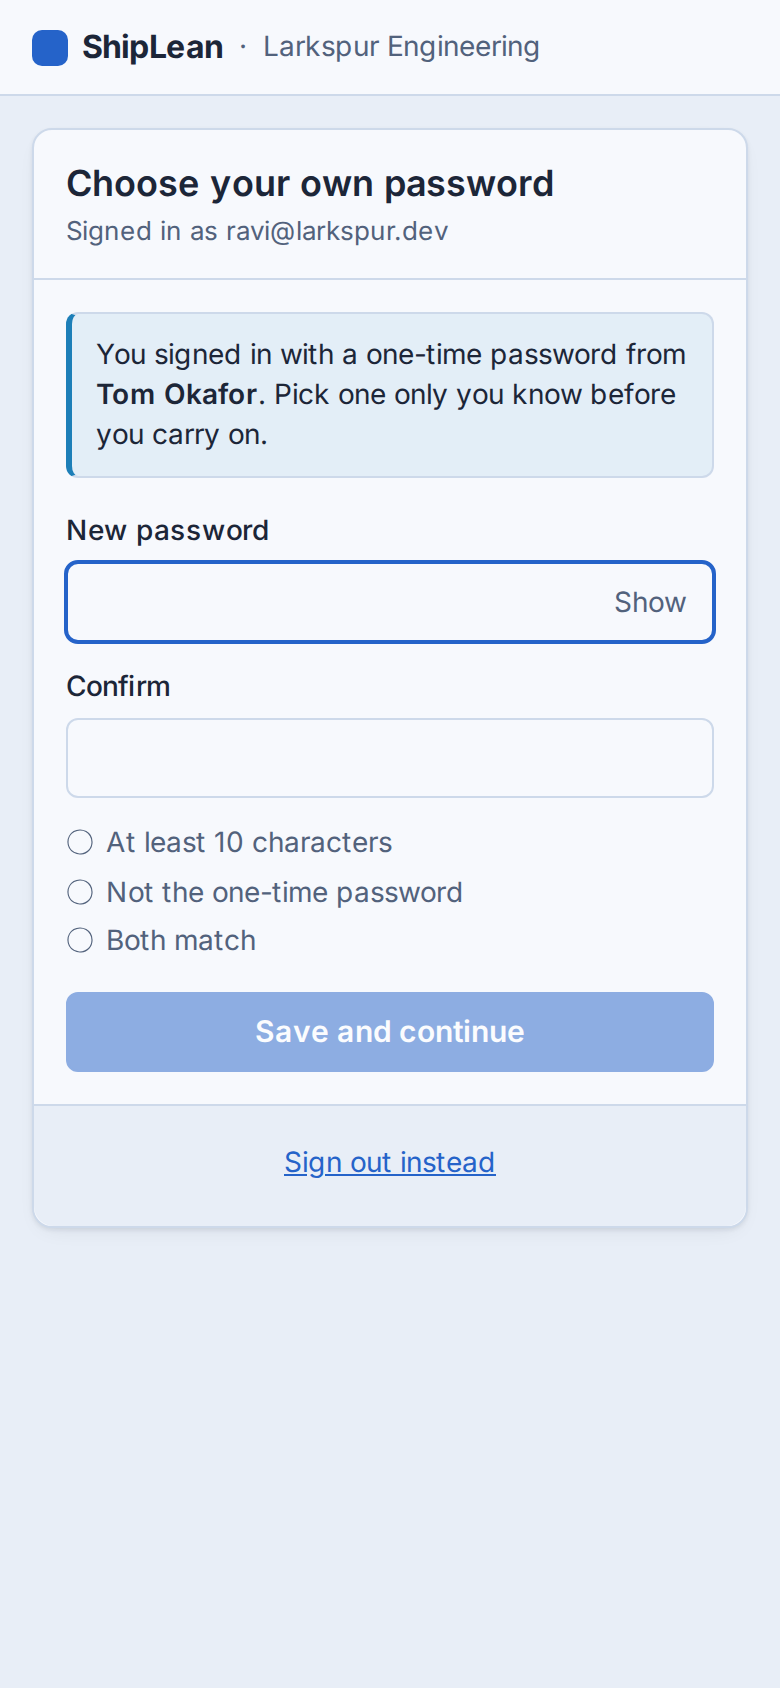 ShipLean · Larkspur Engineering
Choose your own password
Signed in as ravi@larkspur.dev
You signed in with a one-time password from
Tom Okafor. Pick one only you know before
you carry on.
New password
Show
Confirm
At least 10 characters
Not the one-time password
Both match
Save and continue
Sign out instead